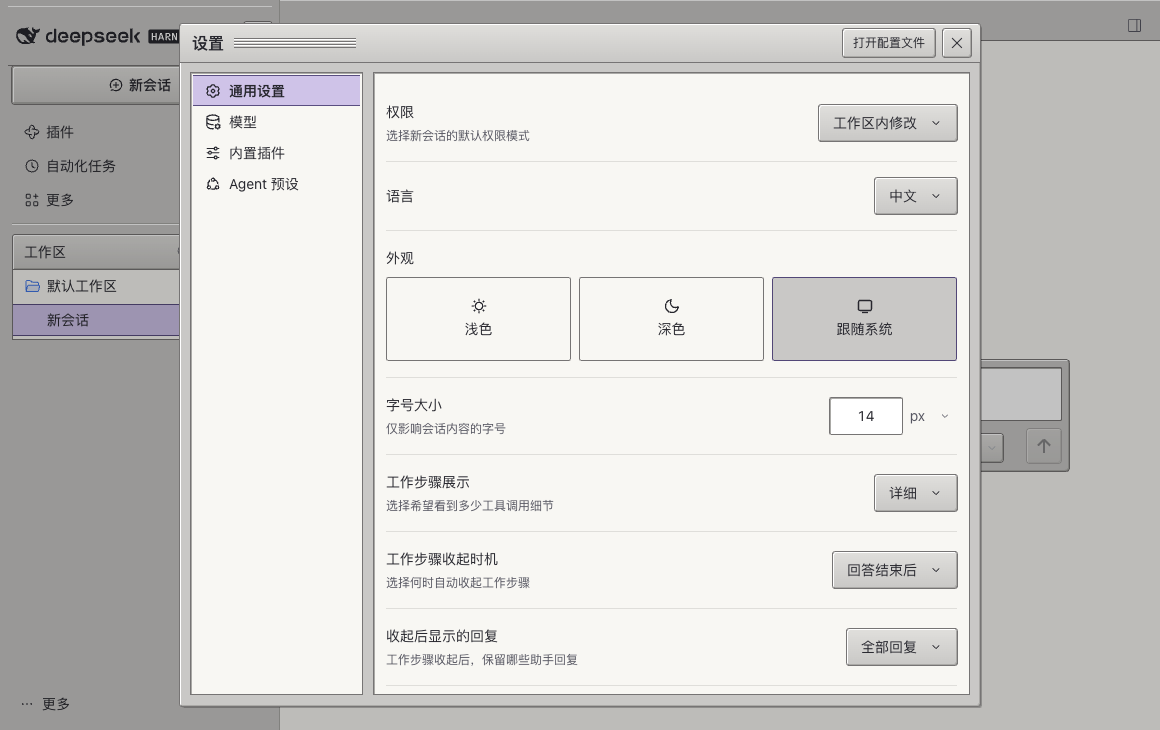 deepseek HARN
新会话
插件
自动化任务
更多
工作区
默认工作区
新会话
更多
设置
打开配置文件
通用设置
模型
内置插件
Agent 预设
权限
选择新会话的默认权限模式
工作区内修改
语言
中文
外观
浅色
深色
跟随系统
字号大小
仅影响会话内容的字号
14 px
工作步骤展示
选择希望看到多少工具调用细节
详细
工作步骤收起时机
选择何时自动收起工作步骤
回答结束后
收起后显示的回复
工作步骤收起后，保留哪些助手回复
全部回复